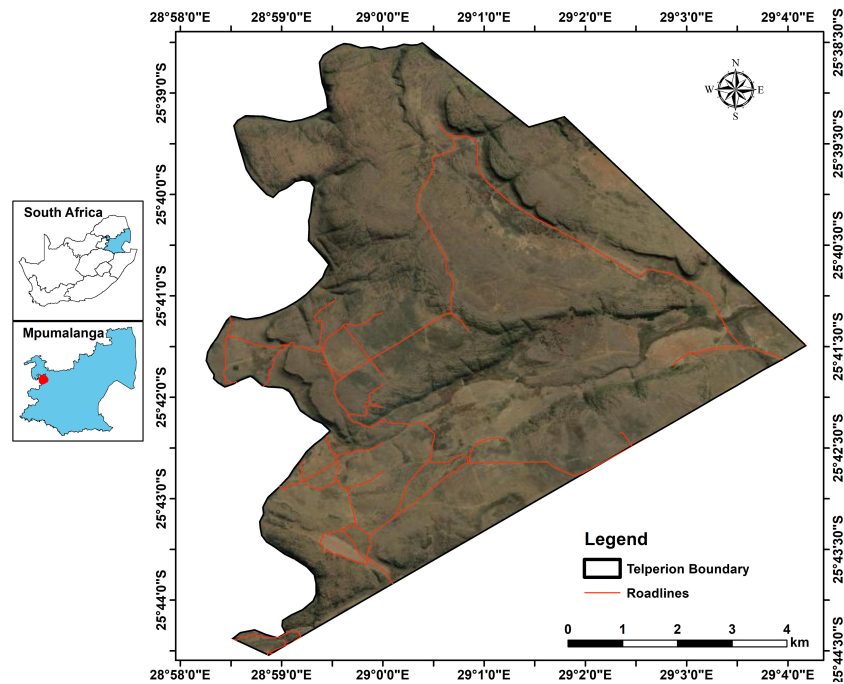 28°58'0"E 28°59'0"E 29°0'0"E 29°1'0"E 29°2'0"E 29°3'0"E 29°4'0"E
25°39'0"S
25°40'0"S
25°41'0"S
25°42'0"S
25°43'0"S
25°44'0"S
25°38'30"S
25°39'30"S
25°40'30"S
25°41'30"S
25°42'30"S
25°43'30"S
25°44'30"S
N
W E
S
South Africa
Mpumalanga
Legend
Telperion Boundary
Roadlines
0 1 2 3 4
km
28°58'0"E 28°59'0"E 29°0'0"E 29°1'0"E 29°2'0"E 29°3'0"E 29°4'0"E